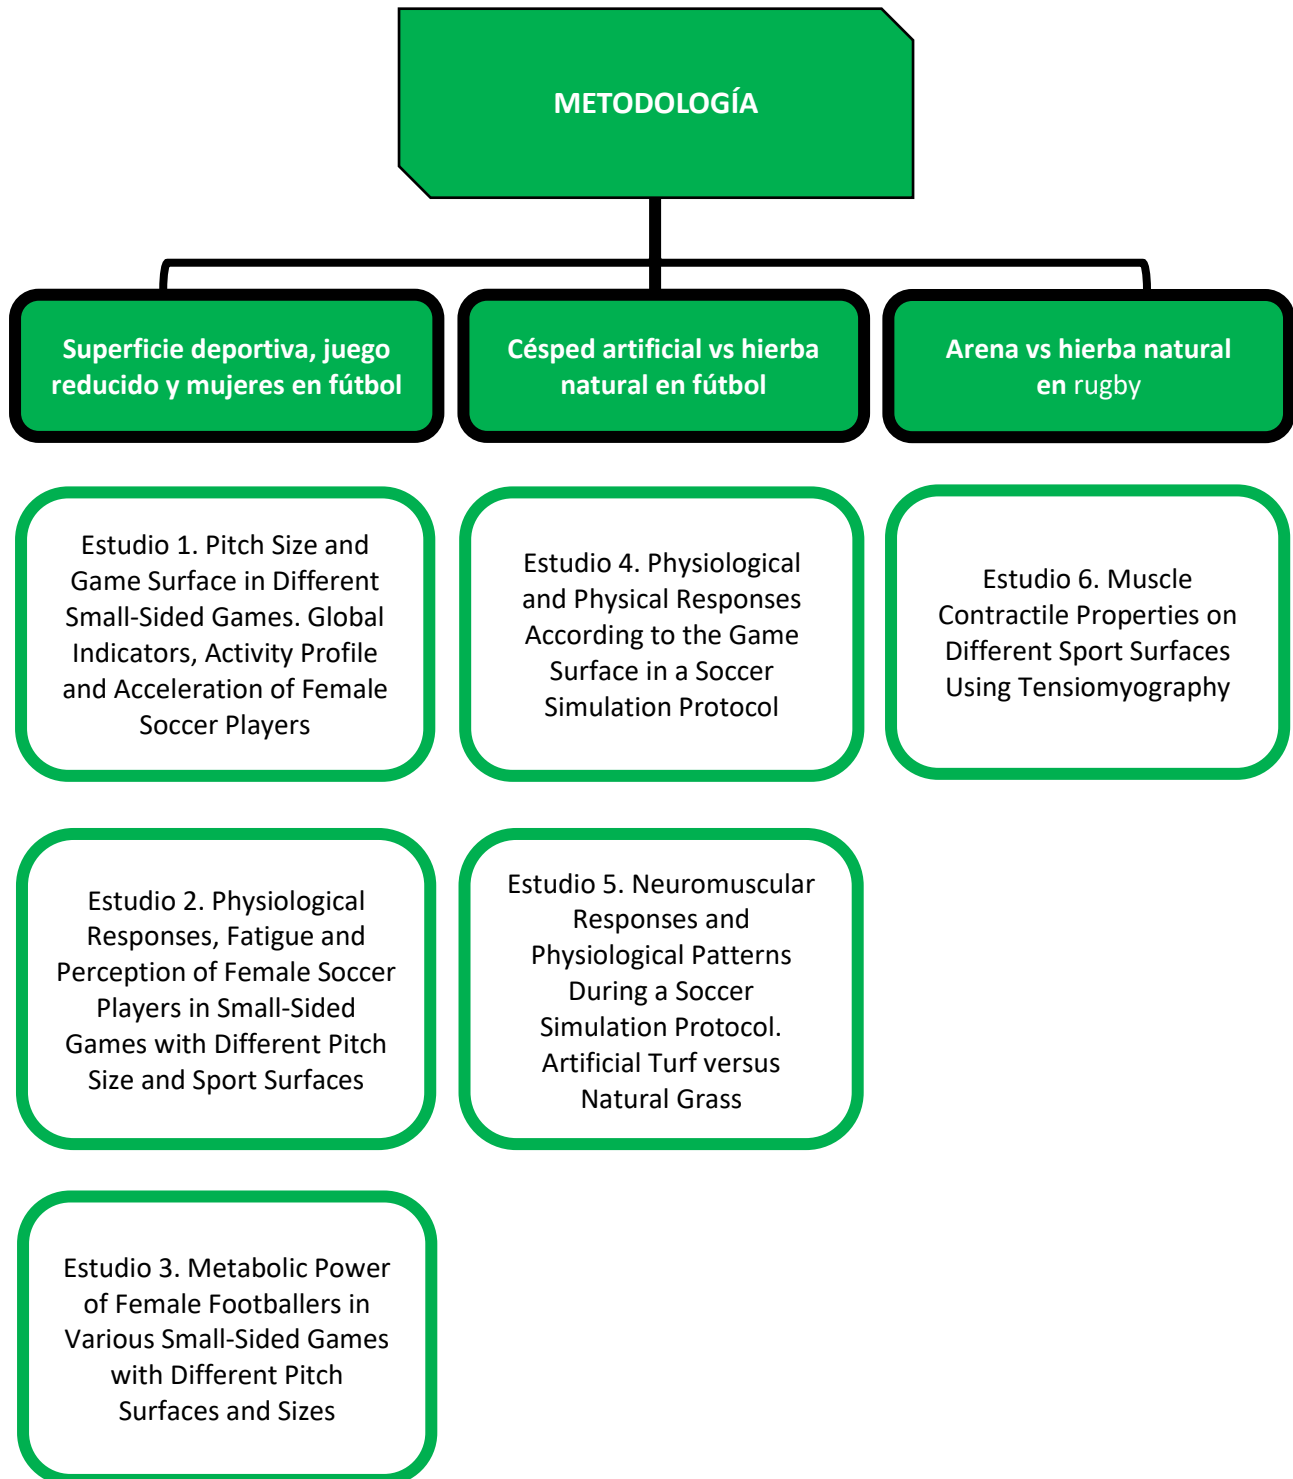 METODOLOGÍA
Superficie deportiva, juego
reducido y mujeres en fútbol
Césped artificial vs hierba
natural en fútbol
Arena vs hierba natural
en rugby
Estudio 1. Pitch Size and
Game Surface in Different
Small-Sided Games. Global
Indicators, Activity Profile
and Acceleration of Female
Soccer Players
Estudio 4. Physiological
and Physical Responses
According to the Game
Surface in a Soccer
Simulation Protocol
Estudio 6. Muscle
Contractile Properties on
Different Sport Surfaces
Using Tensiomyography
Estudio 2. Physiological
Responses, Fatigue and
Perception of Female Soccer
Players in Small-Sided
Games with Different Pitch
Size and Sport Surfaces
Estudio 5. Neuromuscular
Responses and
Physiological Patterns
During a Soccer
Simulation Protocol.
Artificial Turf versus
Natural Grass
Estudio 3. Metabolic Power
of Female Footballers in
Various Small-Sided Games
with Different Pitch
Surfaces and Sizes